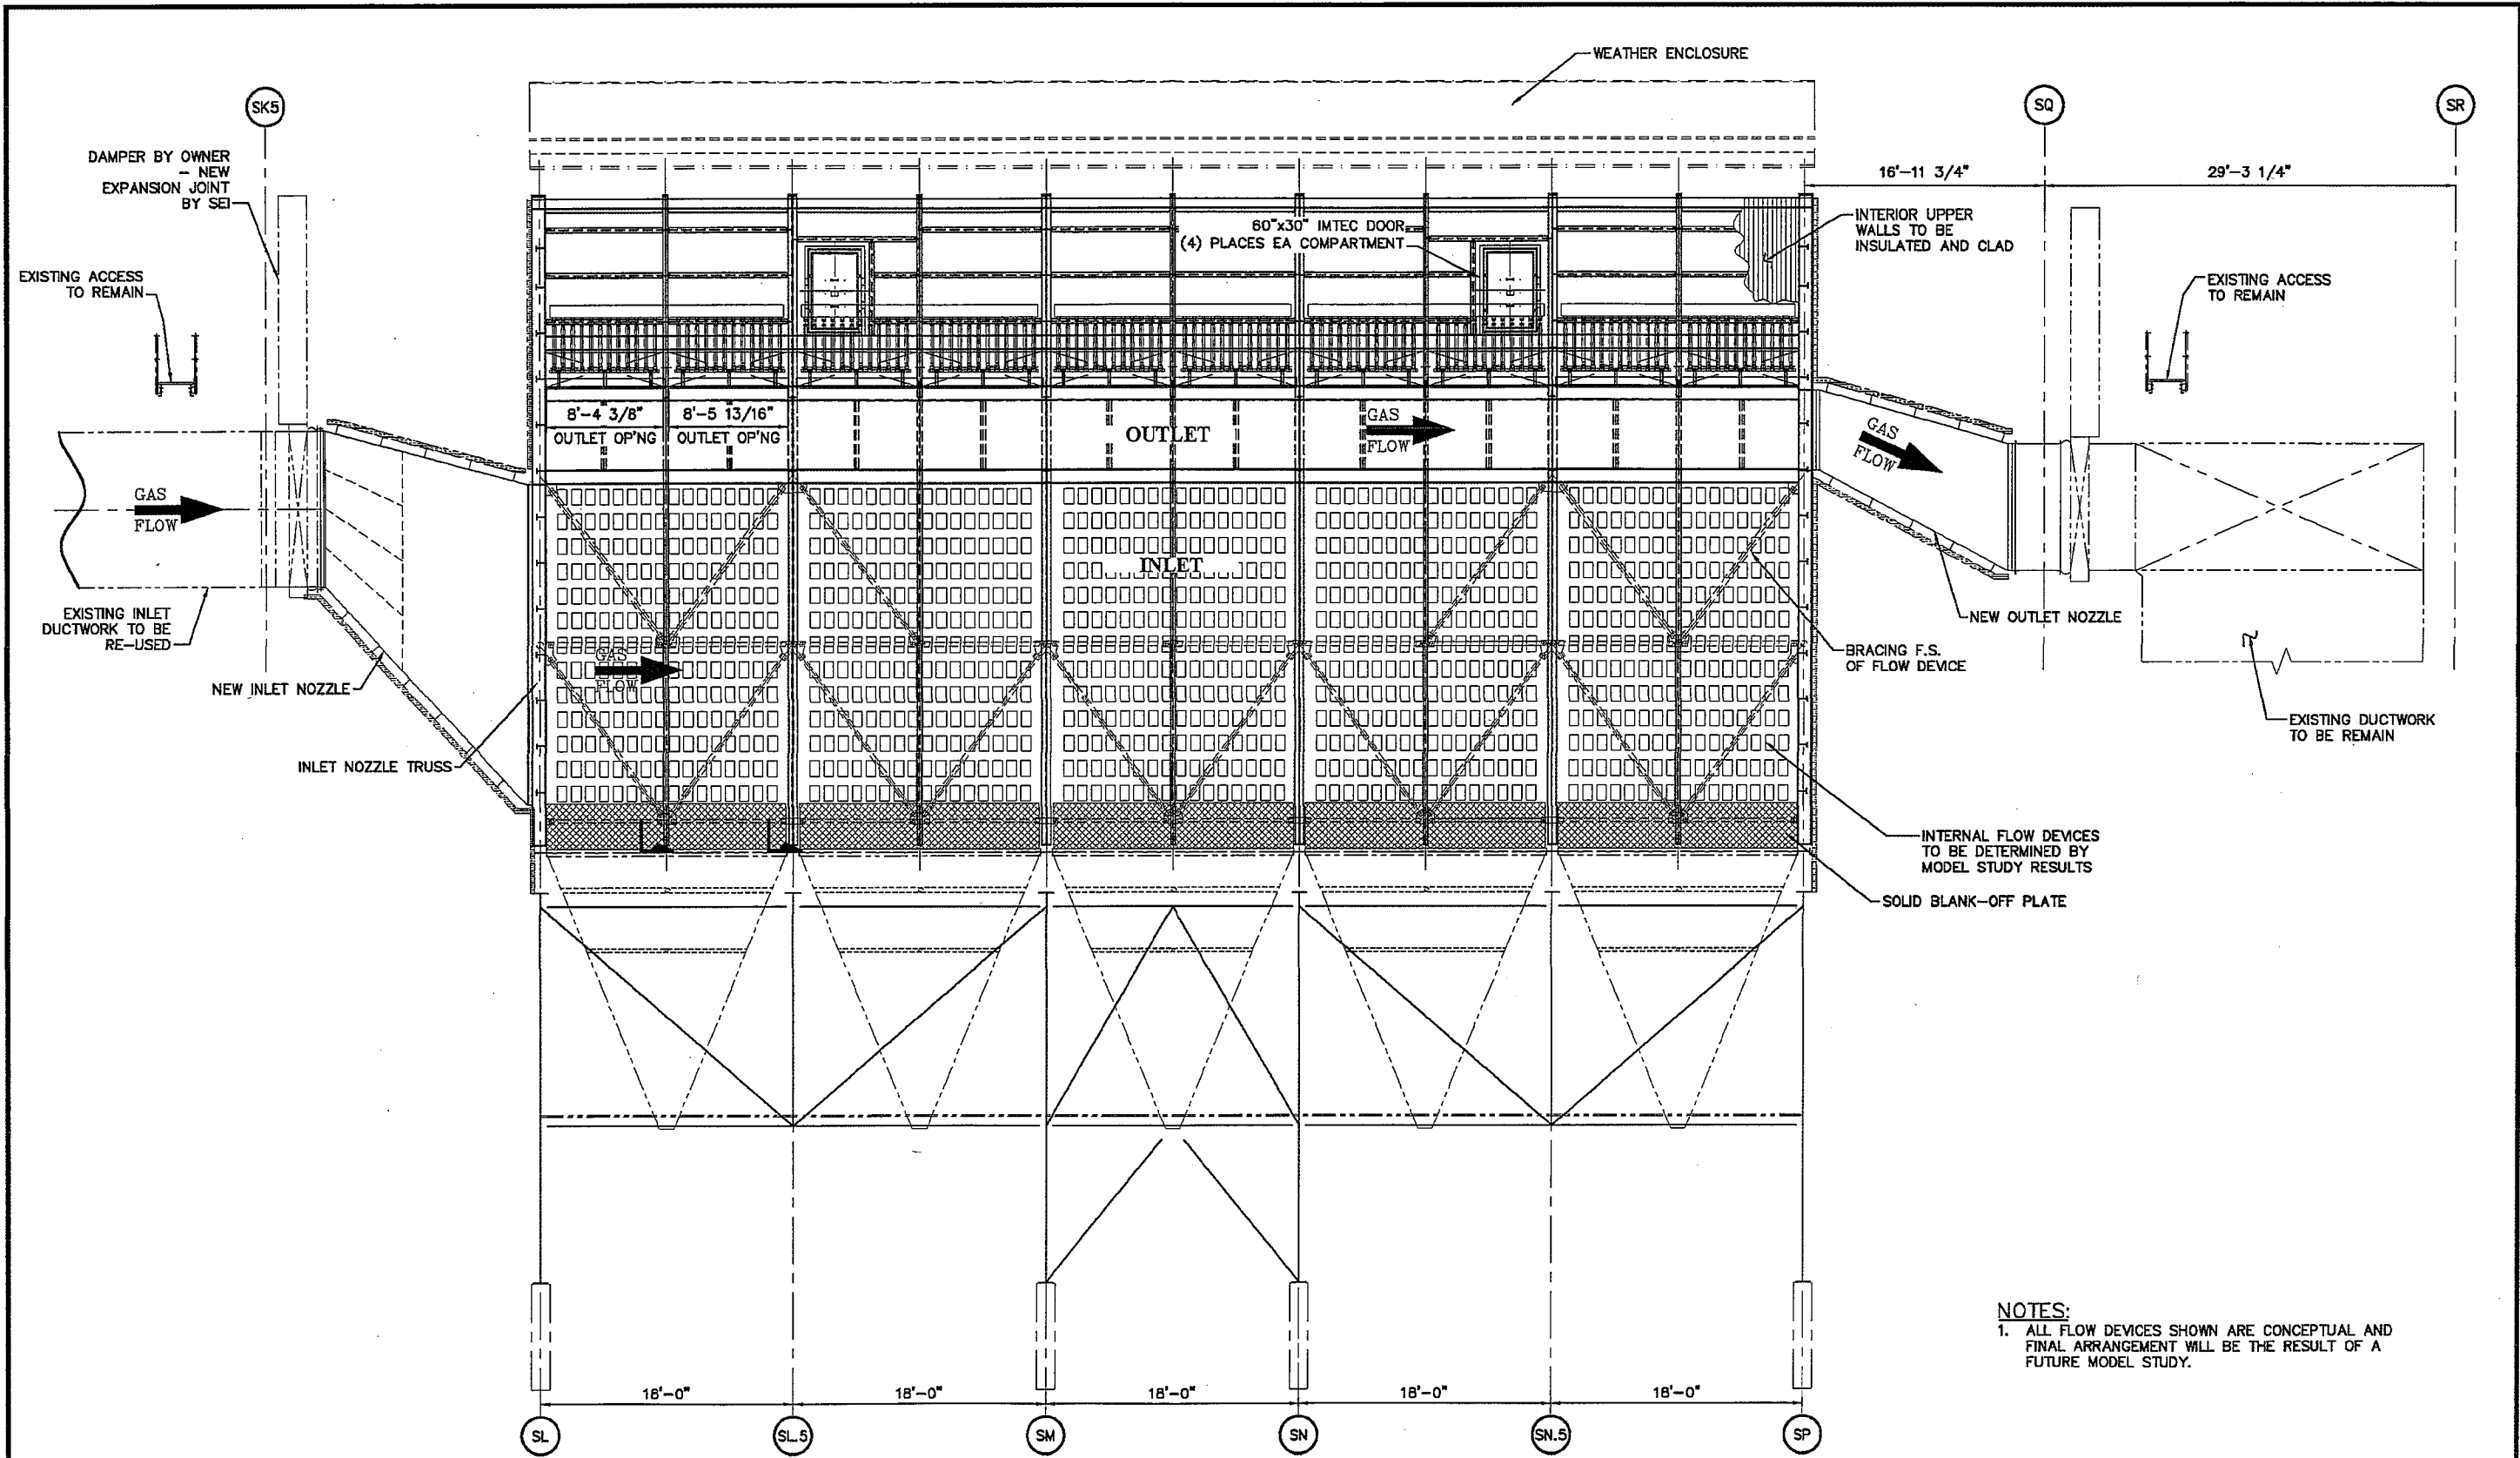 WEATHER ENCLOSURE
SK5
SQ
SR
DAMPER BY OWNER
- NEW
EXPANSION JOINT
BY SEI
16'-11 3/4"
29'-3 1/4"
60"x30" IMTEC DOOR
(4) PLACES EA COMPARTMENT
INTERIOR UPPER
WALLS TO BE
INSULATED AND CLAD
EXISTING ACCESS
TO REMAIN
EXISTING ACCESS
TO REMAIN
8'-4 3/8"
OUTLET OP'NG
8'-5 13/16"
OUTLET OP'NG
OUTLET
GAS
FLOW
GAS
FLOW
GAS
FLOW
INLET
EXISTING INLET
DUCTWORK TO BE
RE-USED
NEW OUTLET NOZZLE
GAS
FLOW
BRACING F.S.
OF FLOW DEVICE
NEW INLET NOZZLE
EXISTING DUCTWORK
TO BE REMAIN
INLET NOZZLE TRUSS
INTERNAL FLOW DEVICES
TO BE DETERMINED BY
MODEL STUDY RESULTS
SOLID BLANK-OFF PLATE
NOTES:
1. ALL FLOW DEVICES SHOWN ARE CONCEPTUAL AND
FINAL ARRANGEMENT WILL BE THE RESULT OF A
FUTURE MODEL STUDY.
18'-0"
18'-0"
18'-0"
18'-0"
18'-0"
SL
SL.5
SM
SN
SN.5
SP